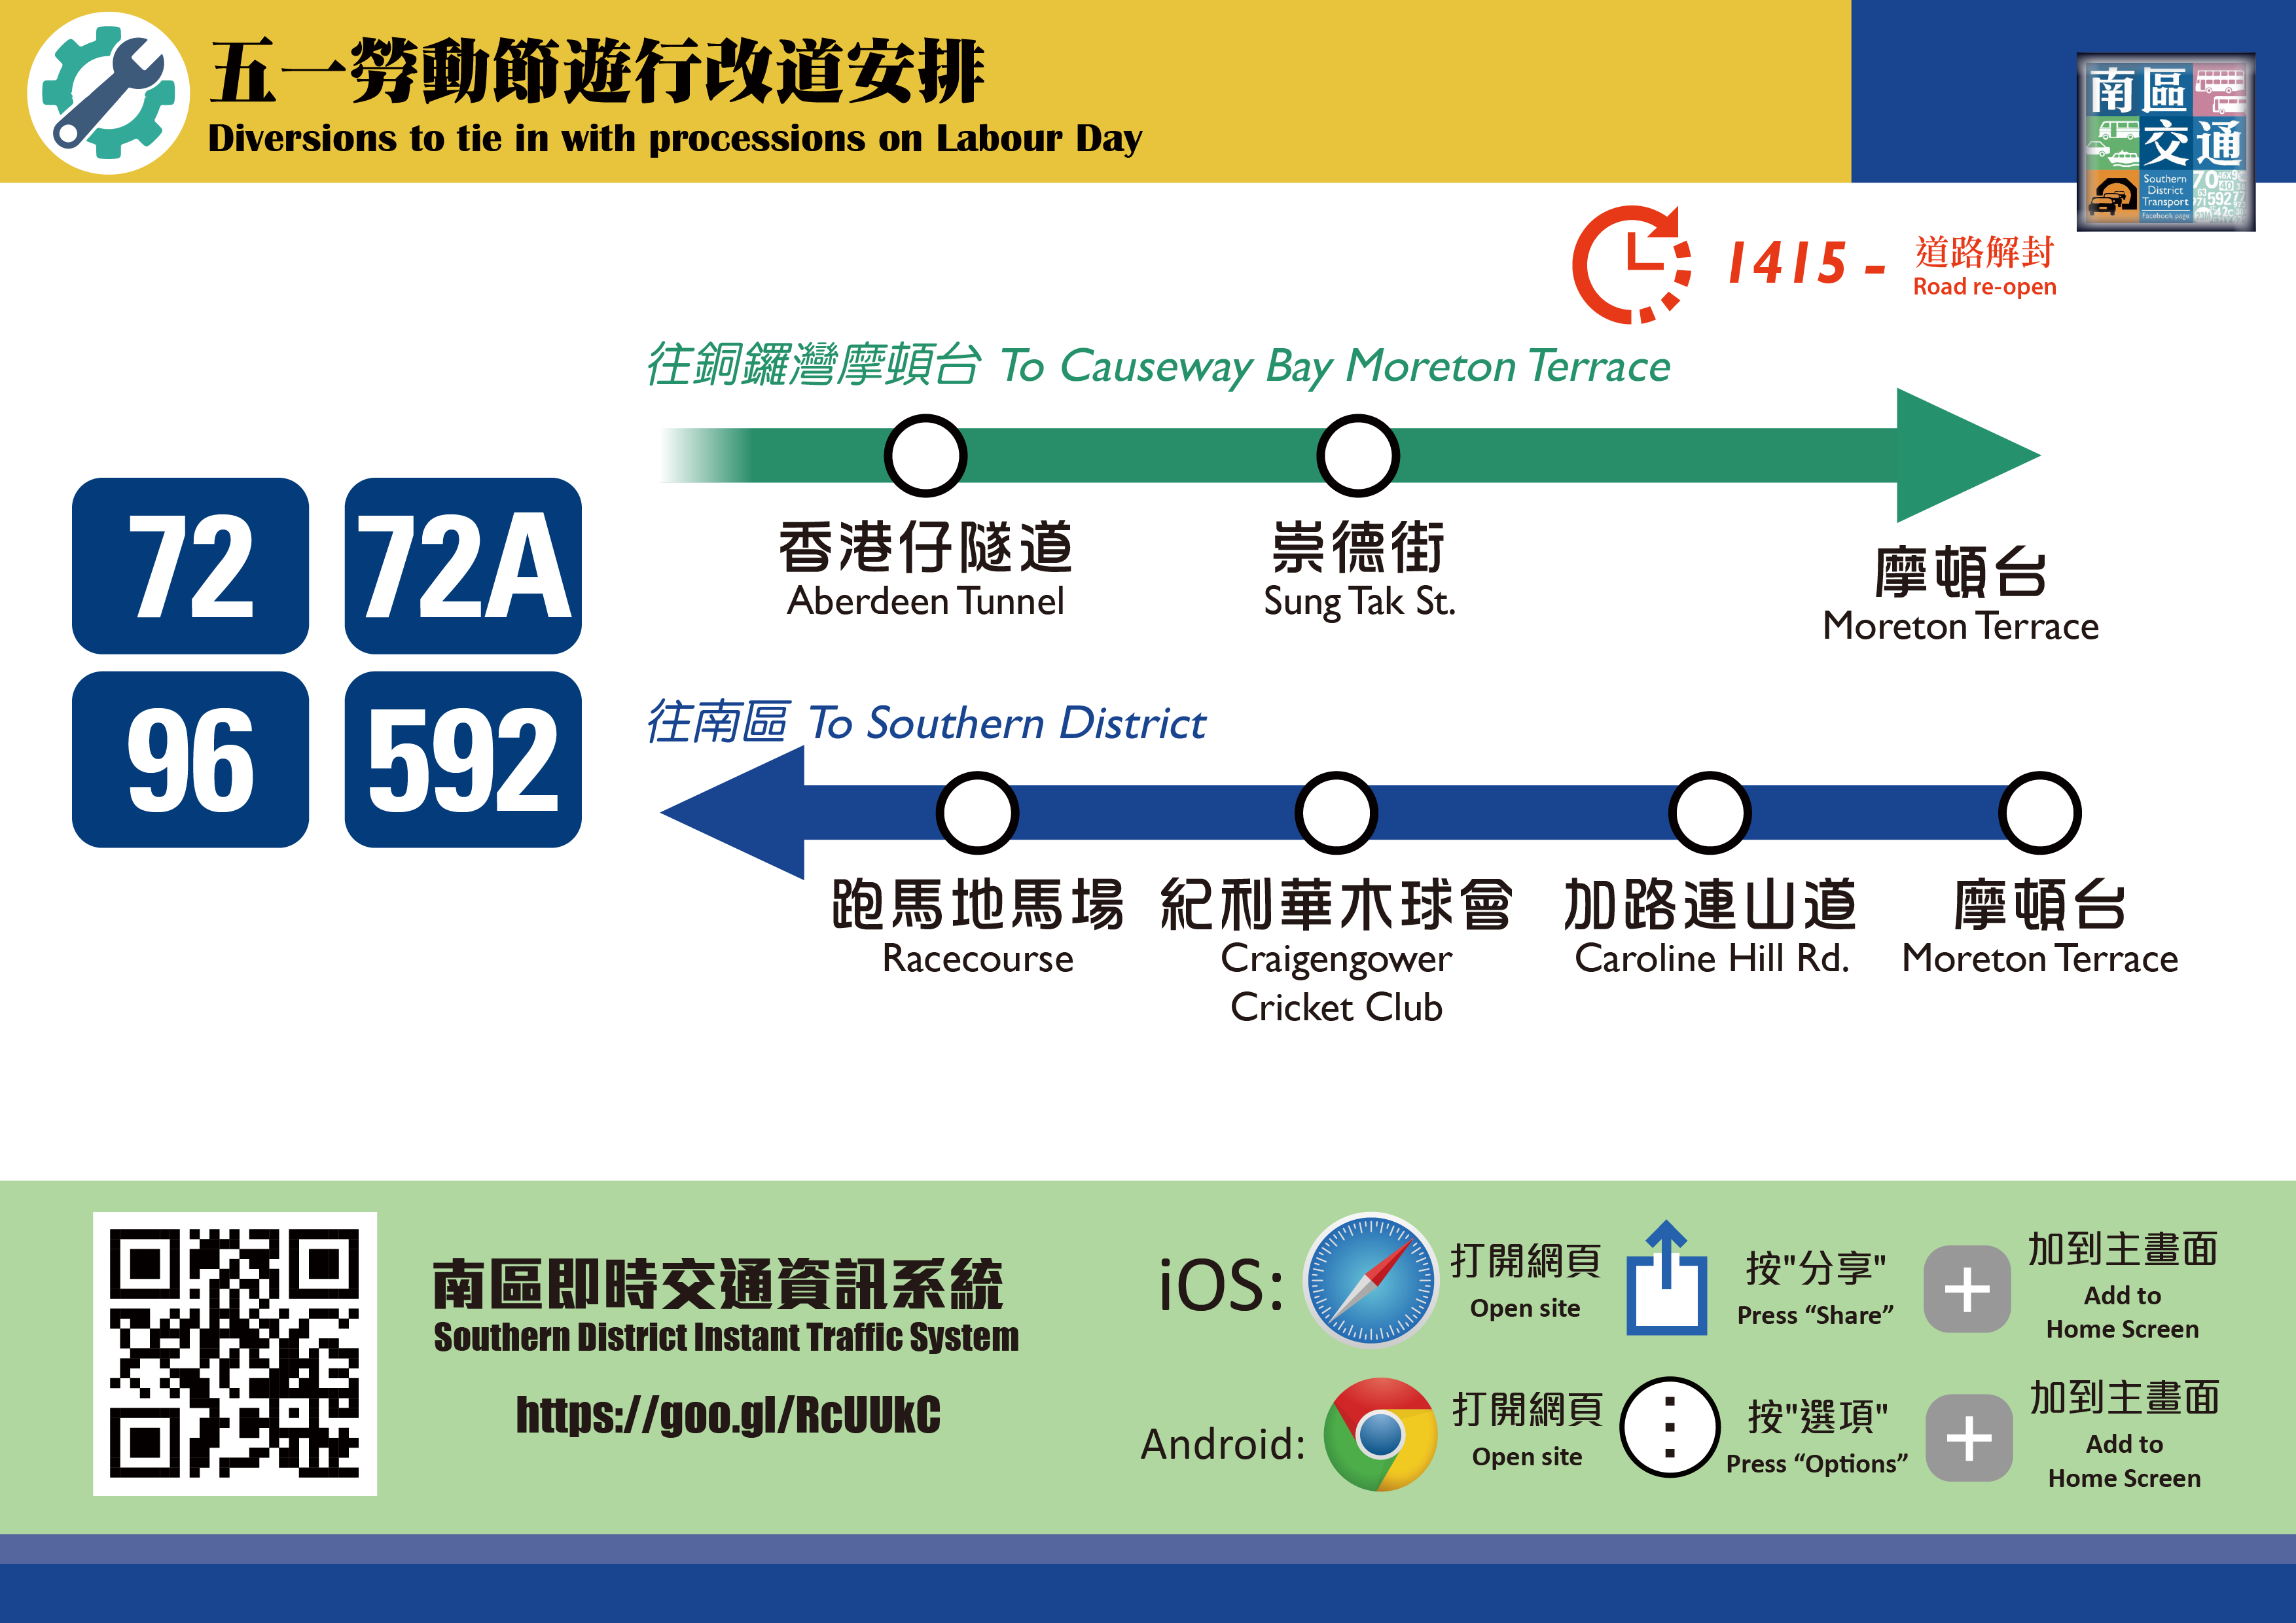 五一勞動節遊行改道安排
Diversions to tie in with processions on Labour Day
南區
交通
Southern
District
Transport
Facebook page
1415 -
道路解封
Road re-open
往銅鑼灣摩頓台 To Causeway Bay Moreton Terrace
香港仔隧道
Aberdeen Tunnel
崇德街
Sung Tak St.
摩頓台
Moreton Terrace
72
72A
96
592
往南區 To Southern District
跑馬地馬場
Racecourse
紀利華木球會
Craigengower
Cricket Club
加路連山道
Caroline Hill Rd.
摩頓台
Moreton Terrace
南區即時交通資訊系統
Southern District Instant Traffic System
https://goo.gl/RcUUkC
iOS:
打開網頁
Open site
按"分享"
Press “Share”
加到主畫面
Add to
Home Screen
Android:
打開網頁
Open site
按"選項"
Press “Options”
加到主畫面
Add to
Home Screen